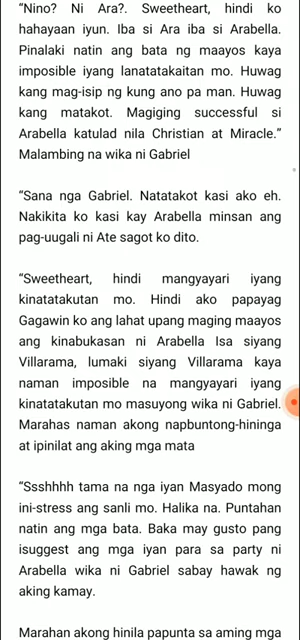 “Nino? Ni Ara?. Sweetheart, hindi ko
hahayaan iyun. Iba si Ara iba si Arabella.
Pinalaki natin ang bata ng maayos kaya
imposible iyang lanatatakaitan mo. Huwag
kang mag-isip ng kung ano pa man. Huwag
kang matakot. Magiging successful si
Arabella katulad nila Christian at Miracle.”
Malambing na wika ni Gabriel
“Sana nga Gabriel. Natatakot kasi ako eh.
Nakikita ko kasi kay Arabella minsan ang
pag-uugali ni Ate sagot ko dito.
“Sweetheart, hindi mangyayari iyang
kinatatakutan mo. Hindi ako papayag
Gagawin ko ang lahat upang maging maayos
ang kinabukasan ni Arabella Isa siyang
Villarama, lumaki siyang Villarama kaya
naman imposible na mangyayari iyang
kinatatakutan mo masuyong wika ni Gabriel.
Marahas naman akong napbuntong-hininga
at ipinilat ang aking mga mata
“Ssshhhh tama na nga iyan Masyado mong
ini-stress ang sanli mo. Halika na. Puntahan
natin ang mga bata. Baka may gusto pang
isuggest ang mga iyan para sa party ni
Arabella wika ni Gabriel sabay hawak ng
aking kamay.
Marahan akong hinila papunta sa aming mga